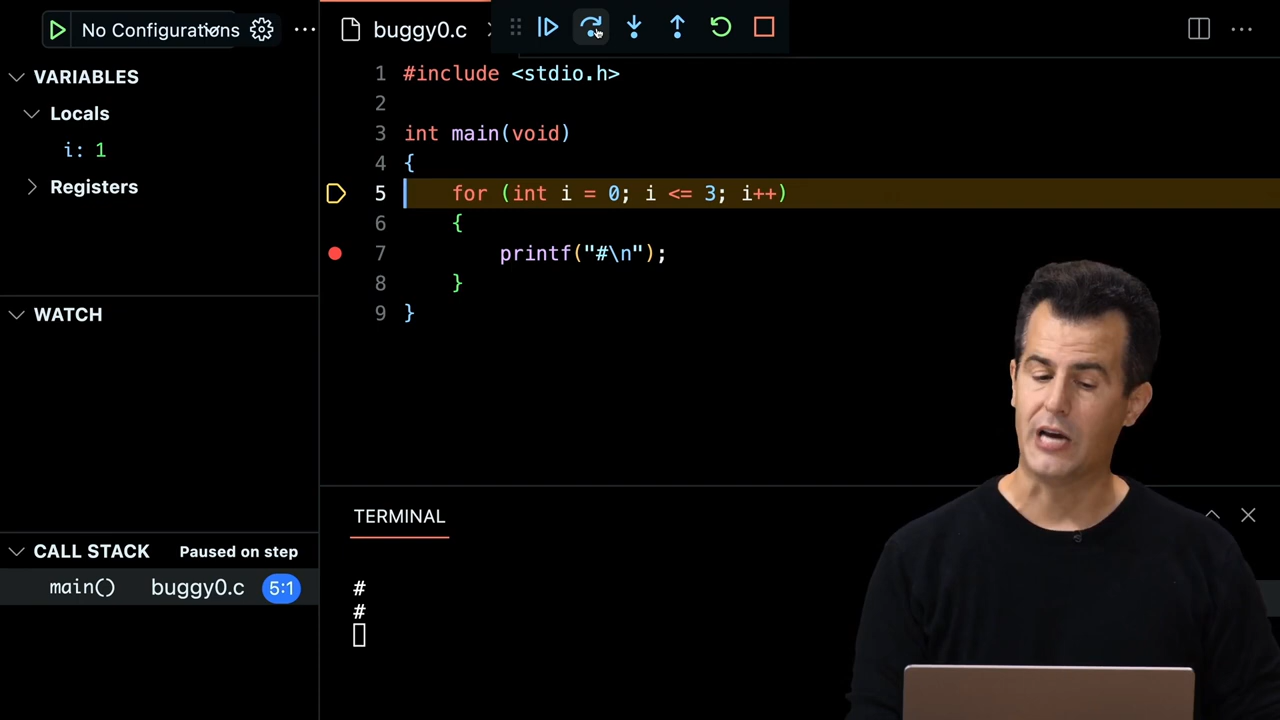 No Configurations
buggy0.c
VARIABLES
Locals
i: 1
Registers
WATCH
CALL STACK Paused on step
main() buggy0.c 5:1
1 #include <stdio.h>
2
3 int main(void)
4 {
5 for (int i = 0; i <= 3; i++)
6 {
7 printf("#\n");
8 }
9 }
TERMINAL
#
#